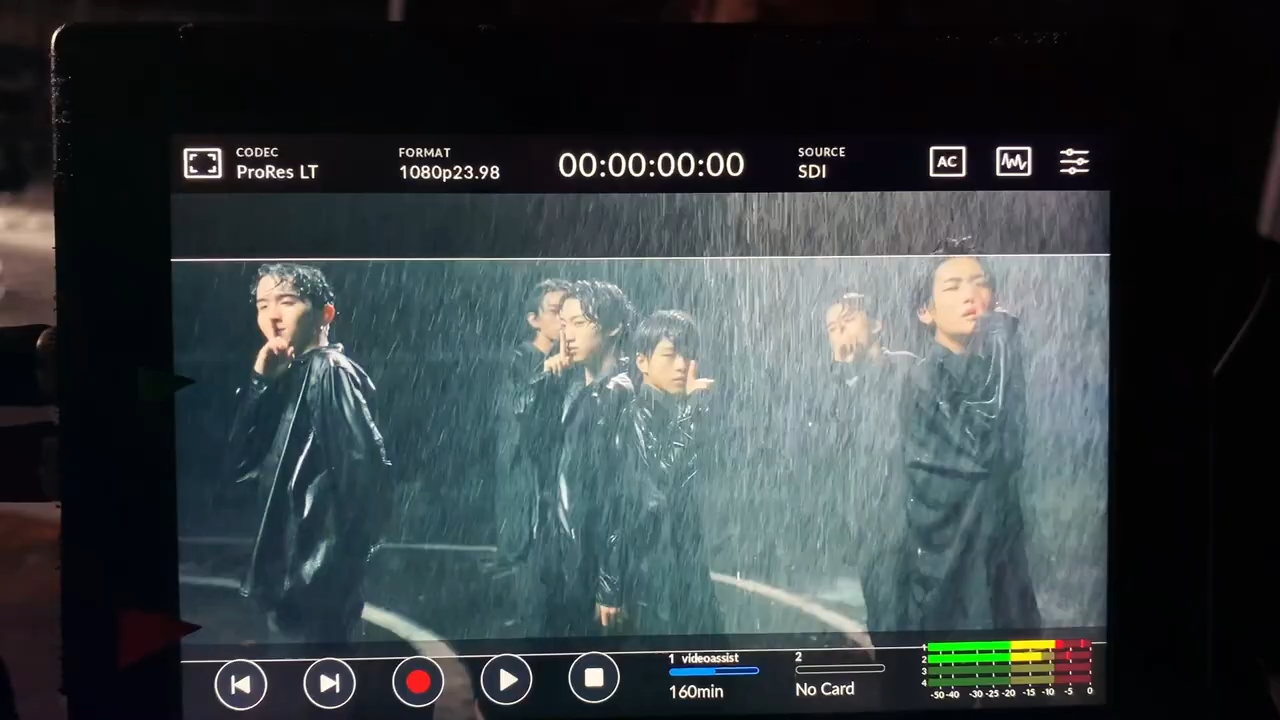 CODEC
ProRes LT
FORMAT
1080p23.98
00:00:00:00
SOURCE
SDI
AC
1 videoassist
160min
2
No Card
1
2
3
4
-50 -40 -30 -25 -20 -15 -10 -5 0